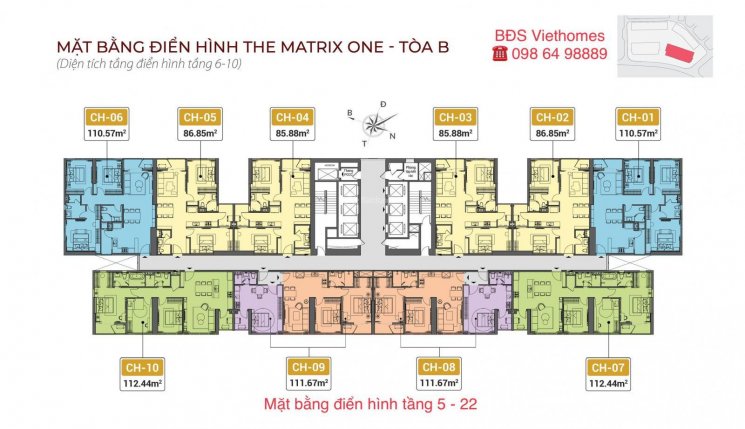 MẶT BẰNG ĐIỂN HÌNH THE MATRIX ONE - TÒA B
(Diện tích tầng điển hình tầng 6-10)
BĐS Viethomes
☎ 098 64 98889
CH-06
110.57m²
CH-05
86.85m²
CH-04
85.88m²
B
Đ
T
N
CH-03
85.88m²
CH-02
86.85m²
CH-01
110.57m²
CH-10
112.44m²
CH-09
111.67m²
CH-08
111.67m²
CH-07
112.44m²
Mặt bằng điển hình tầng 5 - 22